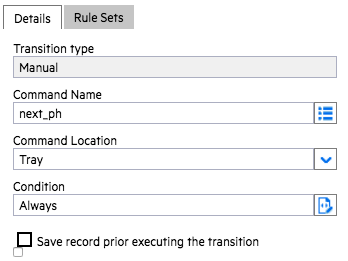 Details Rule Sets
Transition type
Manual
Command Name
next_ph
Command Location
Tray
Condition
Always
Save record prior executing the transition